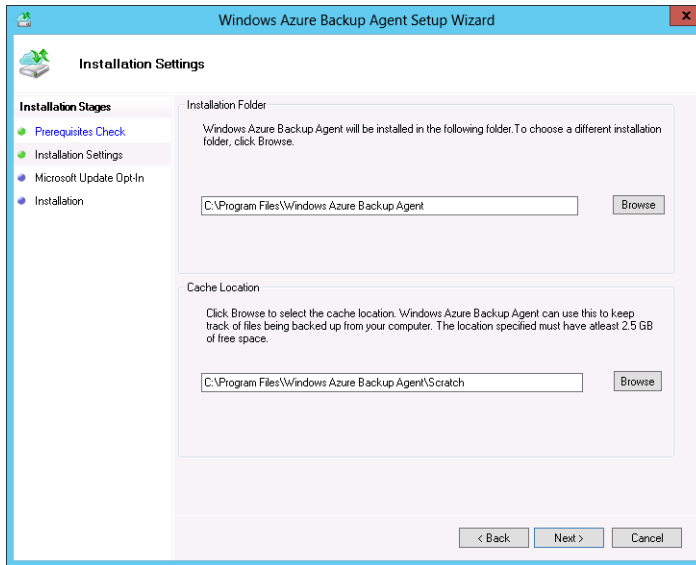 Windows Azure Backup Agent Setup Wizard
x
Installation Settings
Installation Stages
Prerequisites Check
Installation Settings
Microsoft Update Opt-In
Installation
Installation Folder
Windows Azure Backup Agent will be installed in the following folder.To choose a different installation
folder, click Browse.
C:\Program Files\Windows Azure Backup Agent
Browse
Cache Location
Click Browse to select the cache location. Windows Azure Backup Agent can use this to keep
track of files being backed up from your computer. The location specified must have atleast 2.5 GB
of free space.
C:\Program Files\Windows Azure Backup Agent\Scratch
Browse
< Back
Next >
Cancel